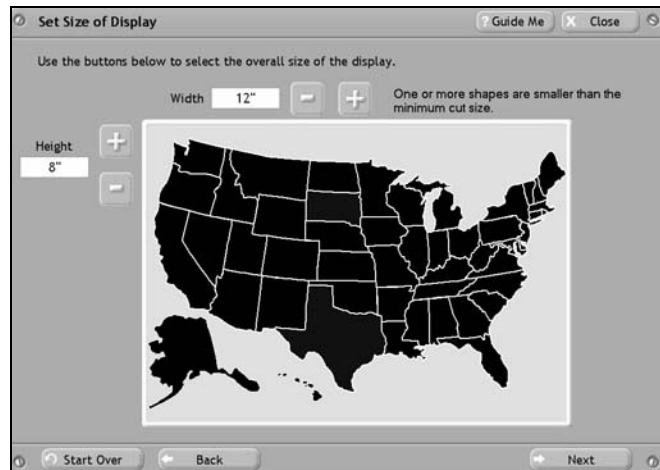 Set Size of Display
? Guide Me
X Close
Use the buttons below to select the overall size of the display.
Width 12" - +
One or more shapes are smaller than the
minimum cut size.
Height
+
8"
-
Start Over
Back
Next